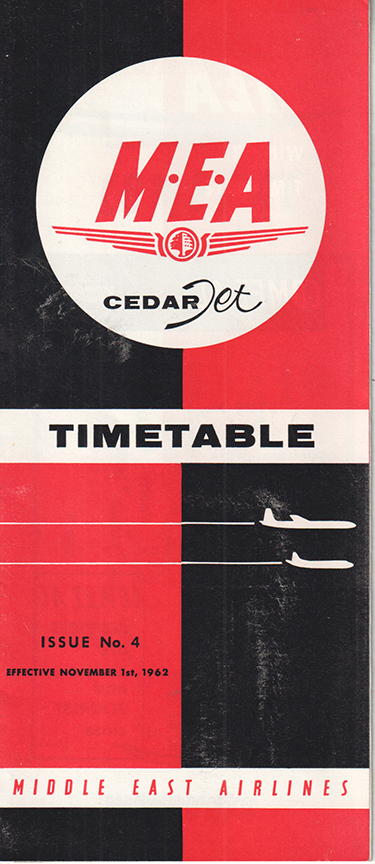 M·E·A
CEDAR Jet
TIMETABLE
ISSUE No. 4
EFFECTIVE NOVEMBER 1st, 1962
MIDDLE EAST AIRLINES